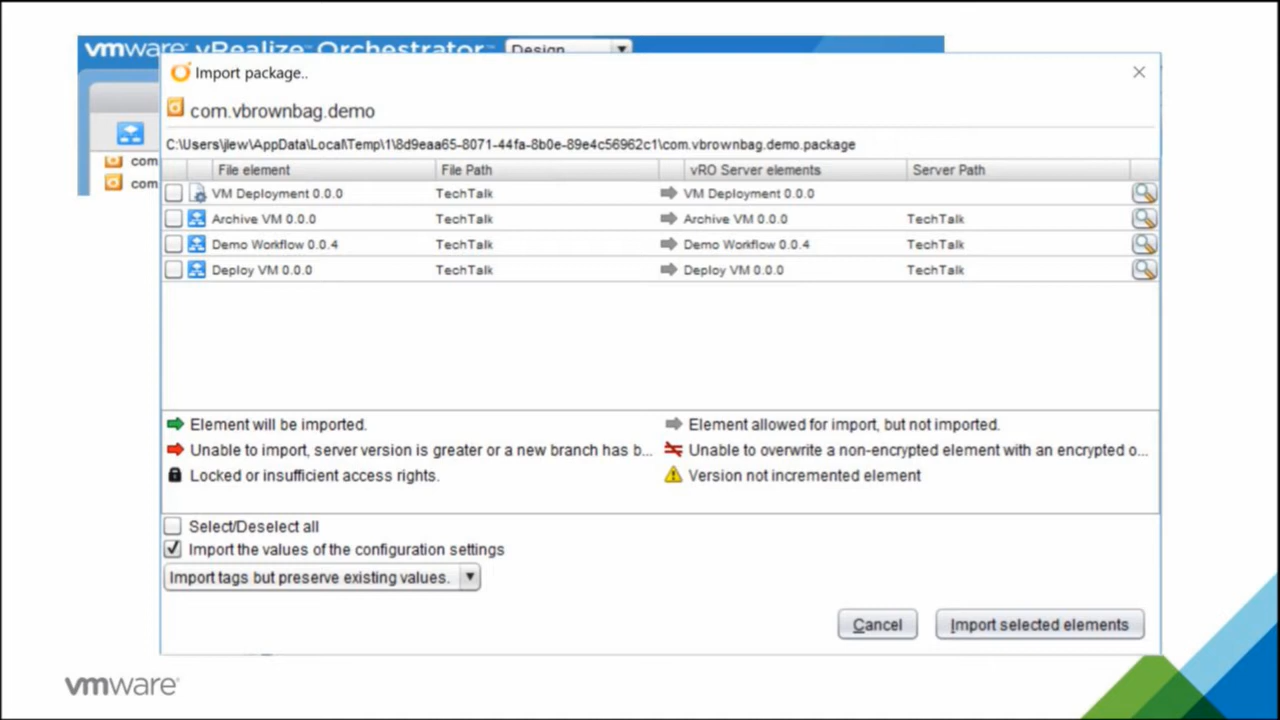 vmware vRealize™ Orchestrator™ Design
Import package..
com.vbrownbag.demo
C:\Users\jlew\AppData\Local\Temp\1\8d9eaa65-8071-44fa-8b0e-89e4c56962c1\com.vbrownbag.demo.package
File element File Path vRO Server elements Server Path
VM Deployment 0.0.0 TechTalk VM Deployment 0.0.0
Archive VM 0.0.0 TechTalk Archive VM 0.0.0 TechTalk
Demo Workflow 0.0.4 TechTalk Demo Workflow 0.0.4 TechTalk
Deploy VM 0.0.0 TechTalk Deploy VM 0.0.0 TechTalk
com
com
Element will be imported. Element allowed for import, but not imported.
Unable to import, server version is greater or a new branch has b... Unable to overwrite a non-encrypted element with an encrypted o...
Locked or insufficient access rights. Version not incremented element
Select/Deselect all
Import the values of the configuration settings
Import tags but preserve existing values.
Cancel Import selected elements
vmware®